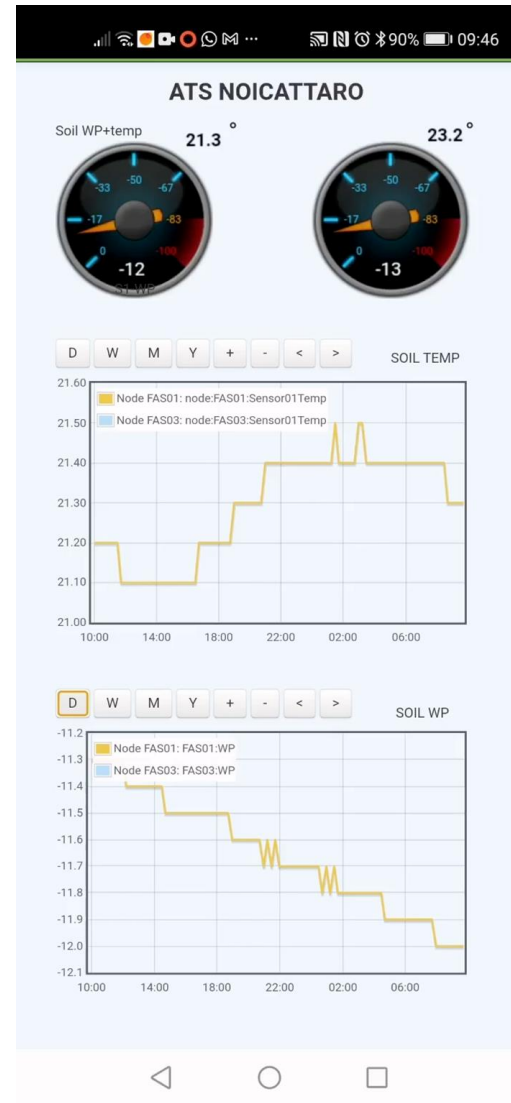 90% 09:46
ATS NOICATTARO
Soil WP+temp 21.3° 23.2°
-50 -50
-33 -67 -33 -67
-17 -83 -17 -83
0 -100 0 -100
-12 -13
S1 WP
D W M Y + - < > SOIL TEMP
21.60
Node FAS01: node:FAS01:Sensor01Temp
21.50
Node FAS03: node:FAS03:Sensor01Temp
21.40
21.30
21.20
21.10
21.00
10:00 14:00 18:00 22:00 02:00 06:00
D W M Y + - < > SOIL WP
-11.2
Node FAS01: FAS01:WP
-11.3
Node FAS03: FAS03:WP
-11.4
-11.5
-11.6
-11.7
-11.8
-11.9
-12.0
-12.1
10:00 14:00 18:00 22:00 02:00 06:00